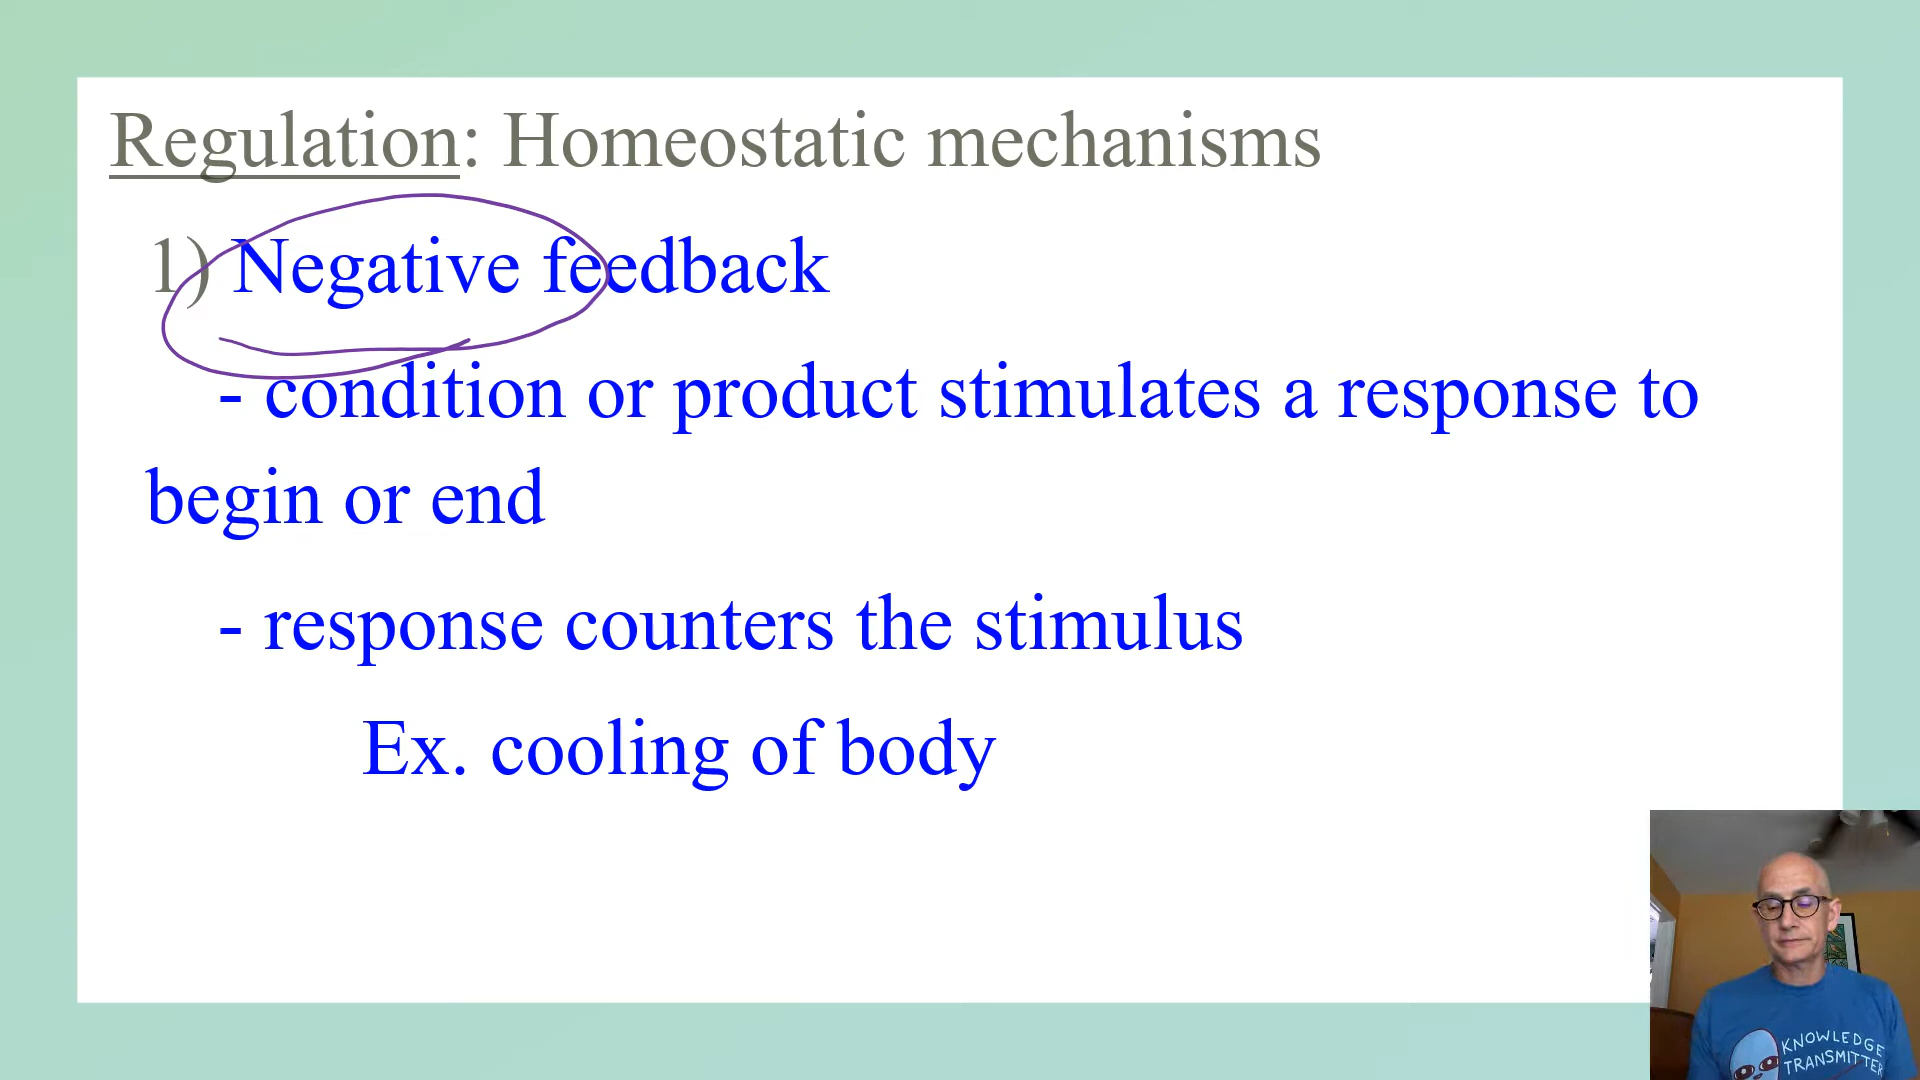 Regulation: Homeostatic mechanisms
1) Negative feedback
- condition or product stimulates a response to
begin or end
- response counters the stimulus
Ex. cooling of body
KNOWLEDGE
TRANSMITTER